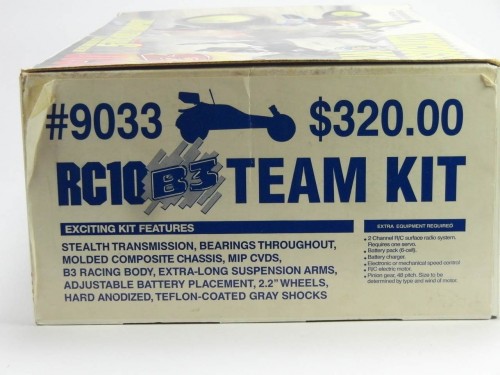 #9033 $320.00
RC10 B3 TEAM KIT
EXCITING KIT FEATURES
STEALTH TRANSMISSION, BEARINGS THROUGHOUT,
MOLDED COMPOSITE CHASSIS, MIP CVDS,
B3 RACING BODY, EXTRA-LONG SUSPENSION ARMS,
ADJUSTABLE BATTERY PLACEMENT, 2.2" WHEELS,
HARD ANODIZED, TEFLON-COATED GRAY SHOCKS
EXTRA EQUIPMENT REQUIRED
• 2 Channel R/C surface radio system.
Requires one servo.
• Battery pack (6-cell).
• Battery charger.
• Electronic or mechanical speed control
• R/C electric motor.
• Pinion gear, 48 pitch. Size to be
determined by type and wind of motor.